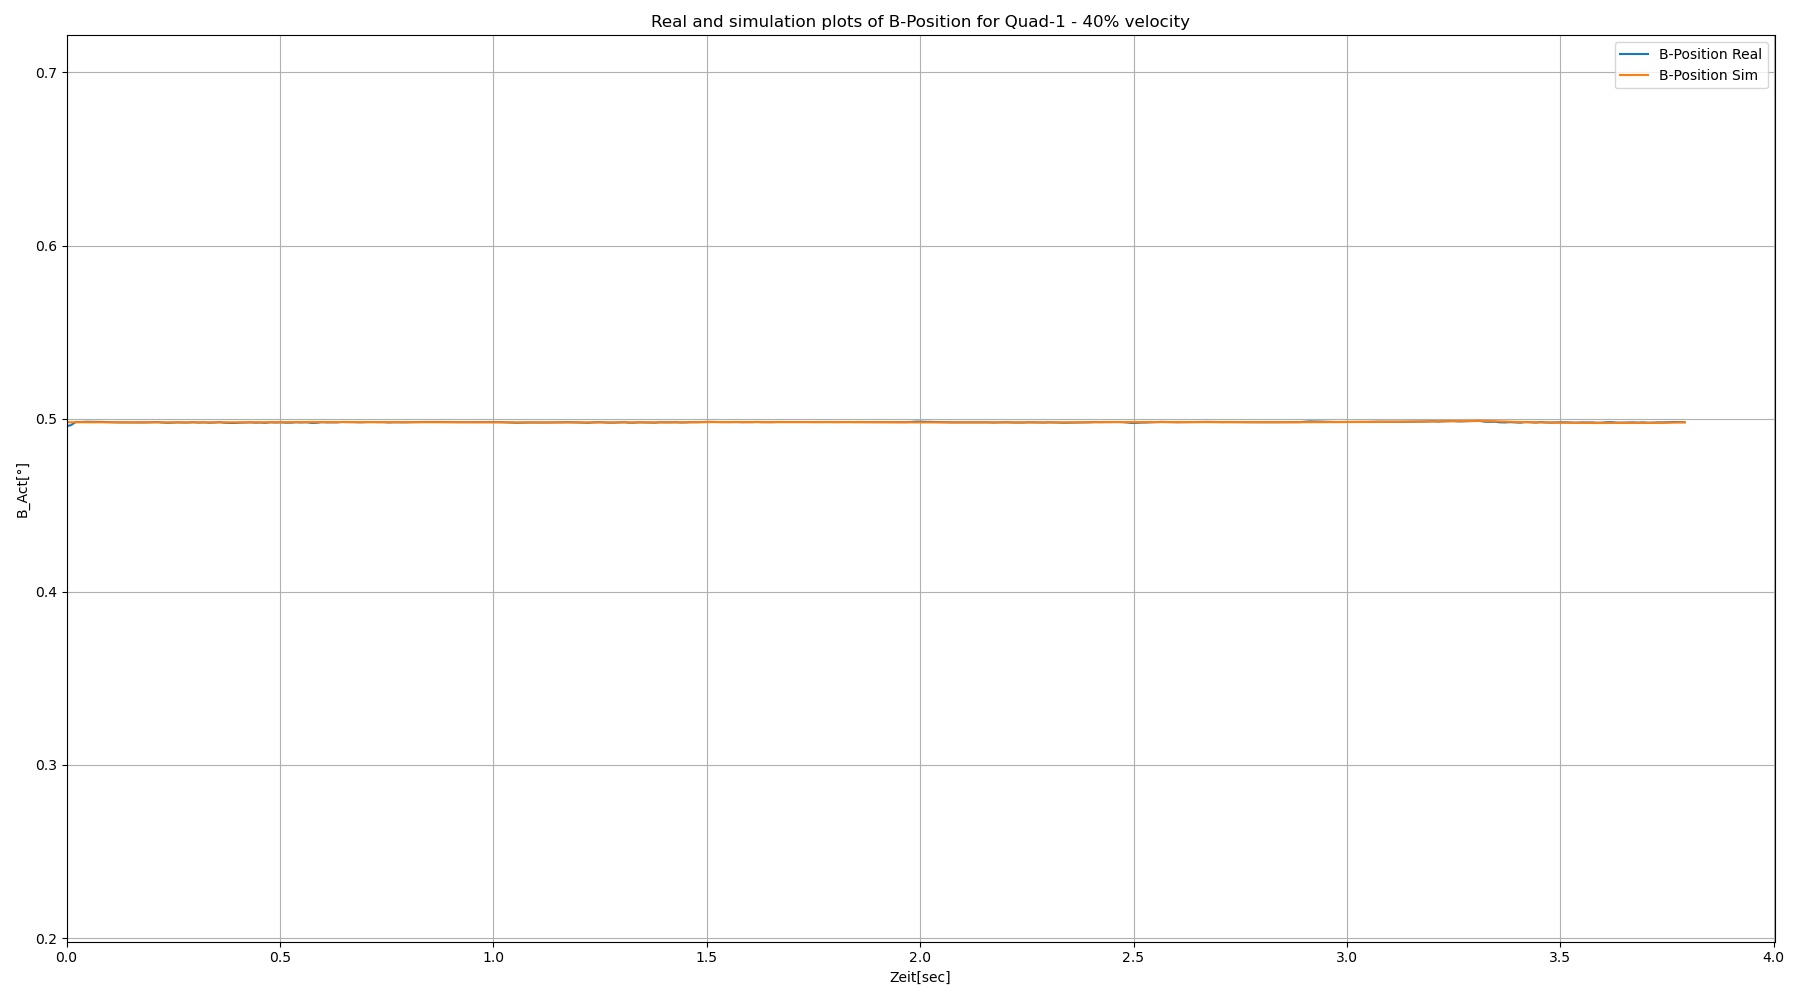 Real and simulation plots of B-Position for Quad-1 - 40% velocity
B-Position Real
B-Position Sim
0.7
0.6
0.5
0.4
0.3
0.2
B_Act[°]
0.0 0.5 1.0 1.5 2.0 2.5 3.0 3.5 4.0
Zeit[sec]